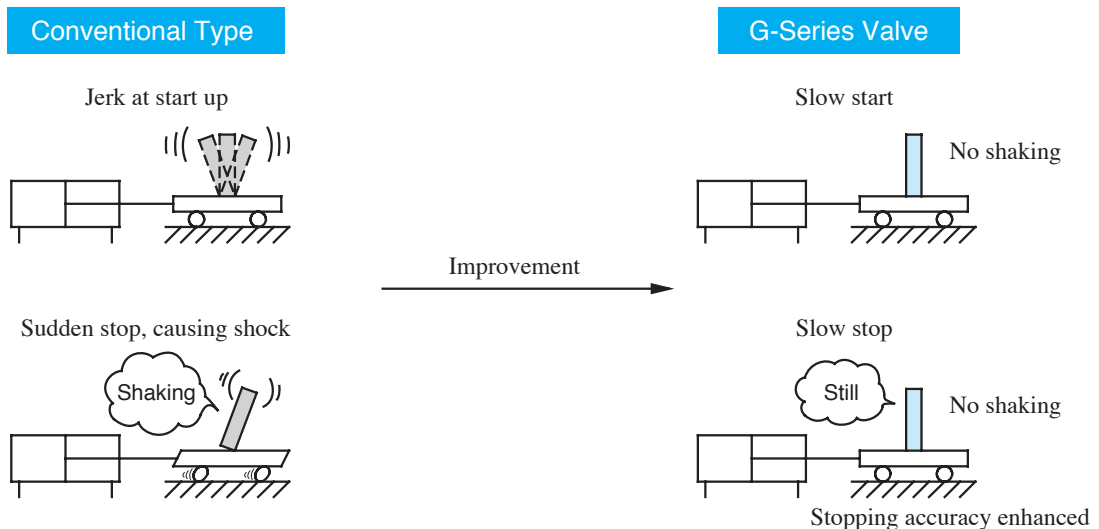 Conventional Type
G-Series Valve
Jerk at start up
Slow start
No shaking
Improvement
Sudden stop, causing shock
Shaking
Slow stop
Still
No shaking
Stopping accuracy enhanced